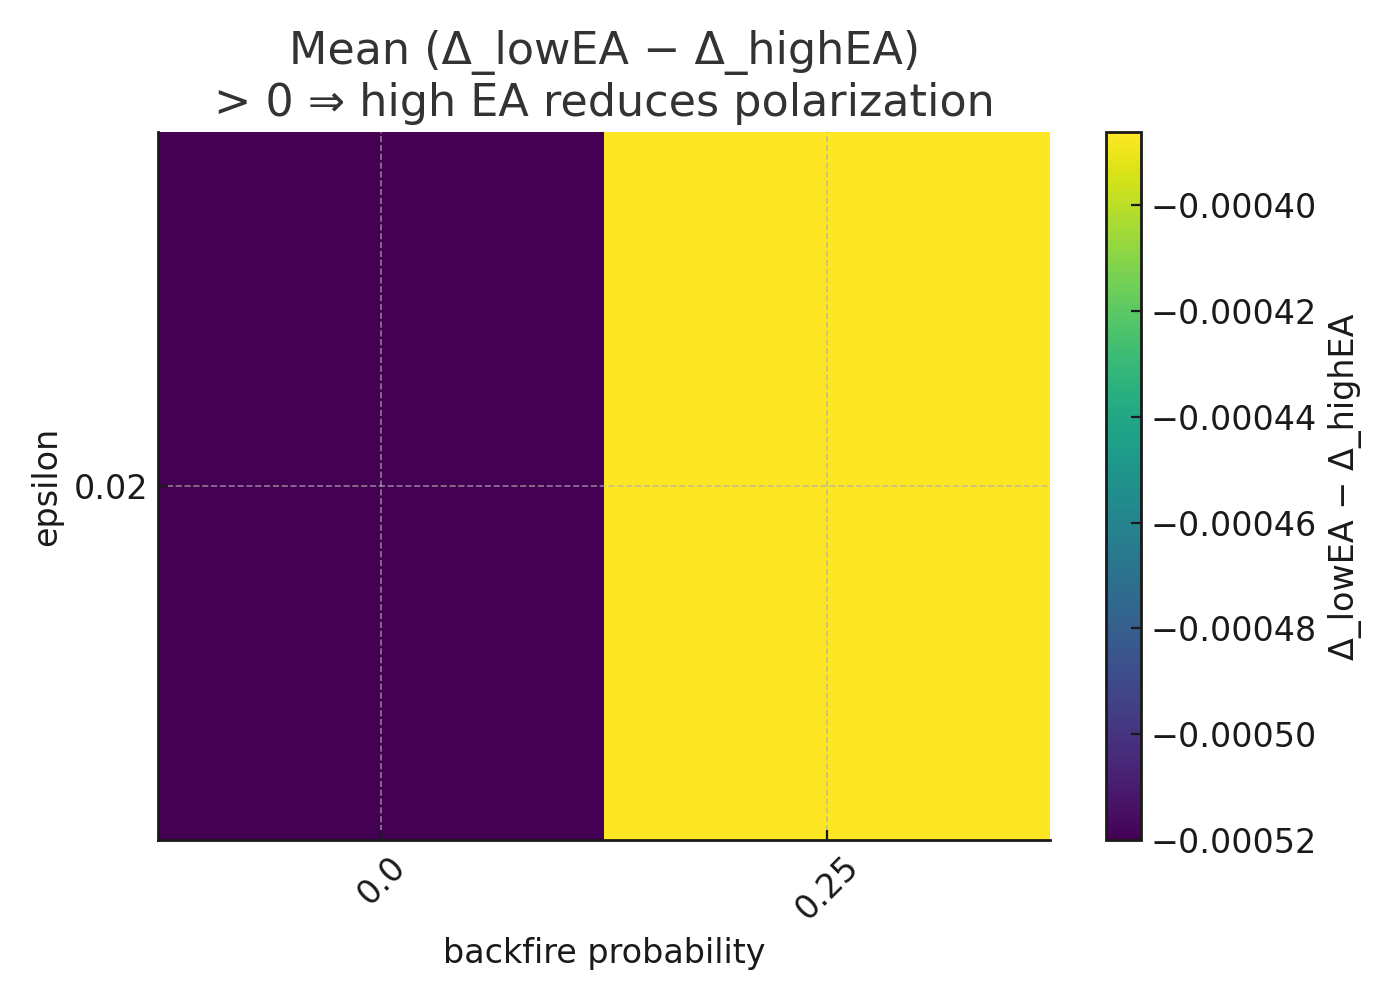 Mean (Δ_lowEA − Δ_highEA)
> 0 ⇒ high EA reduces polarization
epsilon
0.02
0.0
0.25
backfire probability
−0.00040
−0.00042
−0.00044
−0.00046
−0.00048
−0.00050
−0.00052
Δ_lowEA − Δ_highEA